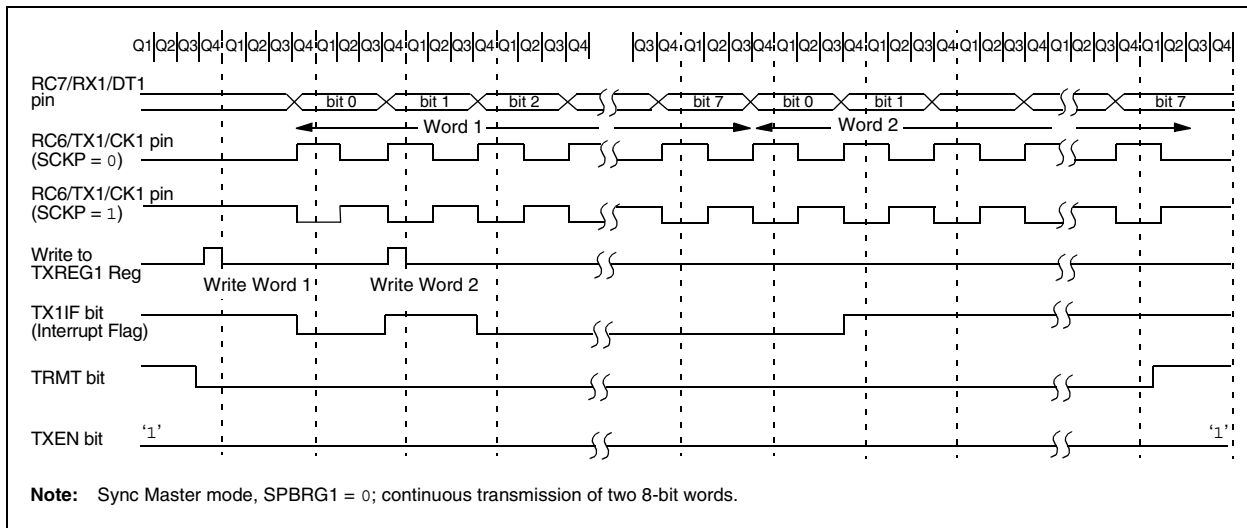 Q1 Q2 Q3 Q4 Q1 Q2 Q3 Q4 Q1 Q2 Q3 Q4 Q1 Q2 Q3 Q4 Q1 Q2 Q3 Q4 Q3 Q4 Q1 Q2 Q3 Q4 Q1 Q2 Q3 Q4 Q1 Q2 Q3 Q4 Q1 Q2 Q3 Q4 Q1 Q2 Q3 Q4 Q1 Q2 Q3 Q4
RC7/RX1/DT1
pin
bit 0 bit 1 bit 2 bit 7 bit 0 bit 1 bit 7
Word 1 Word 2
RC6/TX1/CK1 pin
(SCKP = 0)
RC6/TX1/CK1 pin
(SCKP = 1)
Write to
TXREG1 Reg
Write Word 1 Write Word 2
TX1IF bit
(Interrupt Flag)
TRMT bit
TXEN bit
‘1’ ‘1’
Note: Sync Master mode, SPBRG1 = 0; continuous transmission of two 8-bit words.